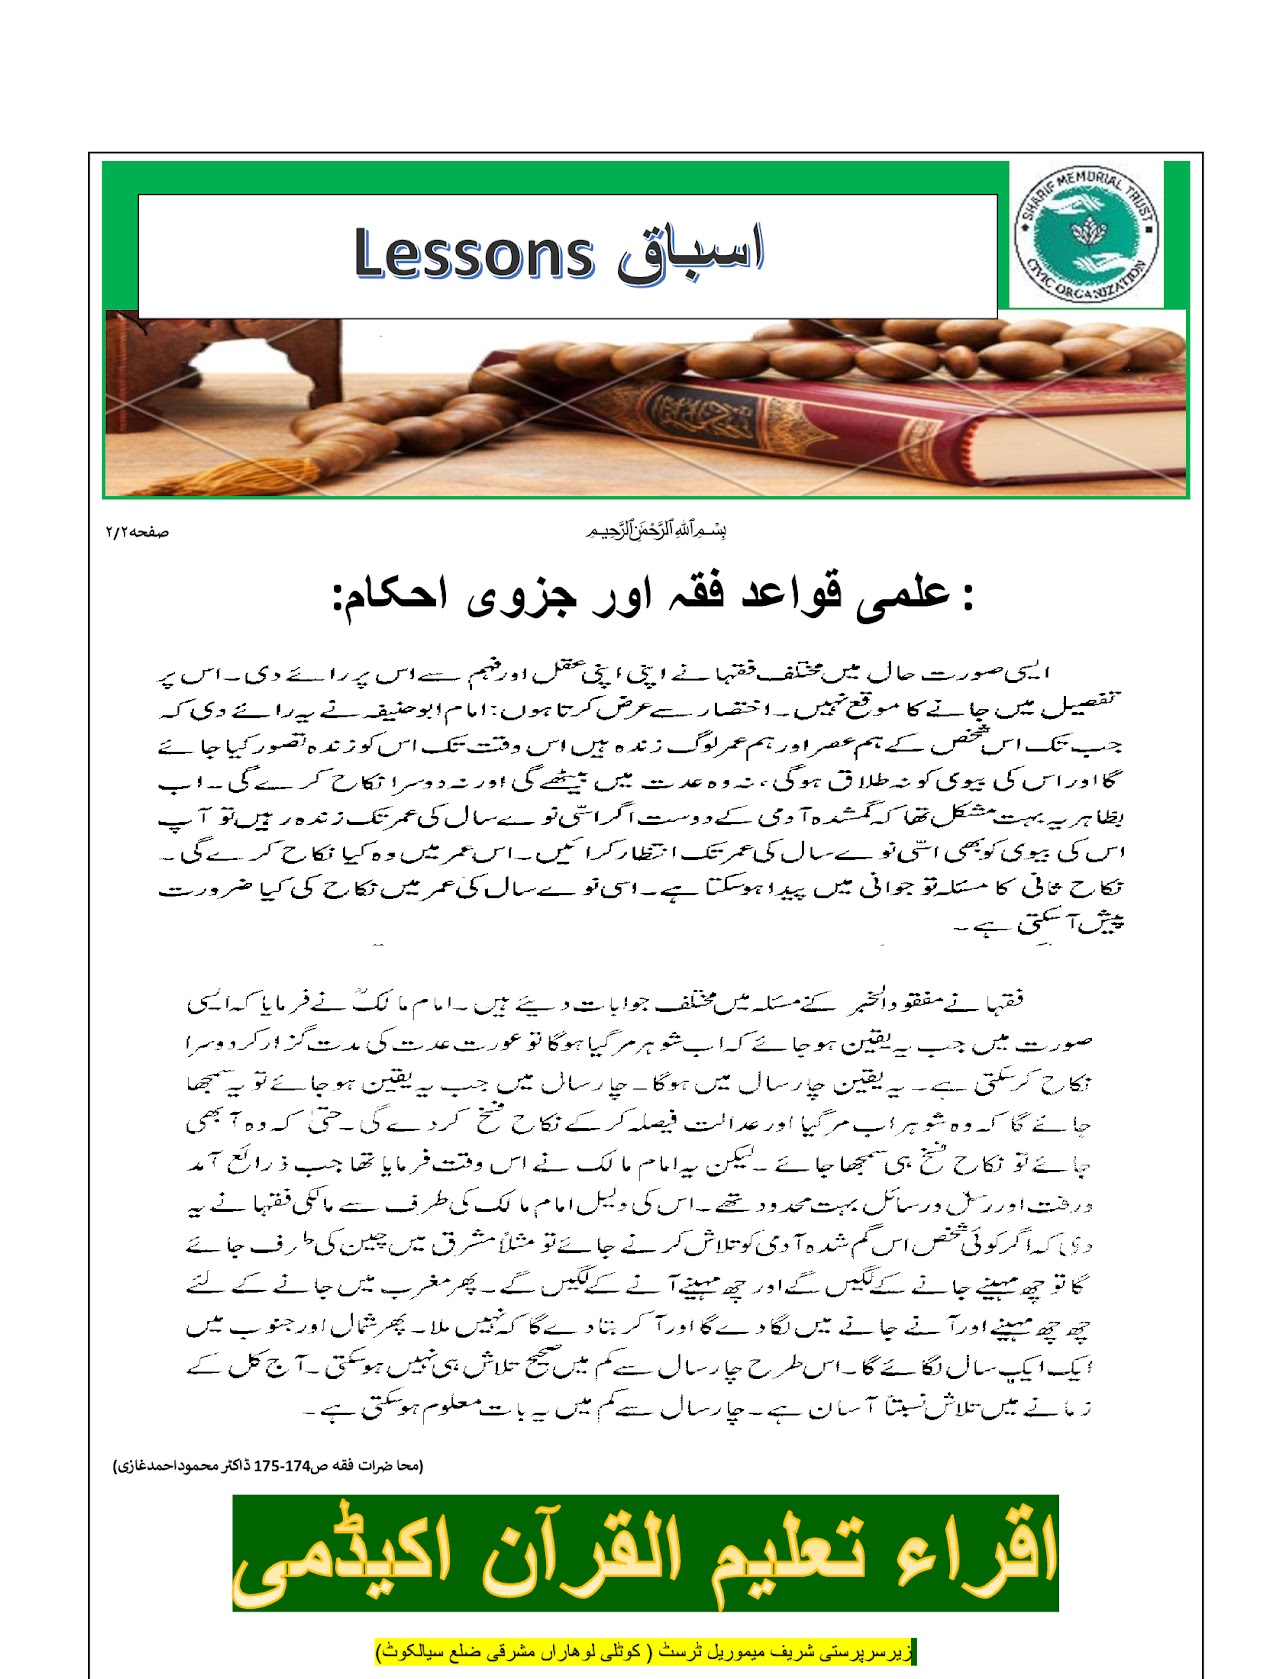 SHARIF MEMORIAL TRUST
CIVIC ORGANIZATION
اسباق Lessons
بِسْمِ اللَّهِ الرَّحْمَٰنِ الرَّحِيمِ
صفحہ۲/۲
: علمی قواعد فقہ اور جزوی احکام:
ایسی صورت حال میں مختلف فقہا نے اپنی اپنی عقل اور فہم سے اس پر رائے دی۔ اس پر
تفصیل میں جانے کا موقع نہیں۔ اختصار سے عرض کرتا ہوں: امام ابو حنیفہ نے یہ رائے دی کہ
جب تک اس شخص کے ہم عصر اور ہم عمر لوگ زندہ ہیں اس وقت تک اس کو زندہ تصور کیا جائے
گا اور اس کی بیوی کو نہ طلاق ہوگی، نہ وہ عدت میں بیٹھے گی اور نہ دوسرا نکاح کرے گی۔ اب
بظاہر یہ بہت مشکل تھا کہ گمشدہ آدمی کے دوست اگر اسّی نوے سال کی عمر تک زندہ رہیں تو آپ
اس کی بیوی کو بھی اسّی نوے سال کی عمر تک انتظار کرائیں۔ اس عمر میں وہ کیا نکاح کرے گی۔
نکاح ثانی کا مسئلہ تو جوانی میں پیدا ہوسکتا ہے۔ اسی نوے سال کی عمر میں نکاح کی کیا ضرورت
پیش آسکتی ہے۔
فقہا نے مفقود الخبر کے مسئلہ میں مختلف جوابات دیئے ہیں۔ امام مالکؒ نے فرمایا کہ ایسی
صورت میں جب یہ یقین ہوجائے کہ اب شوہر مر گیا ہوگا تو عورت عدت کی مدت گزار کر دوسرا
نکاح کرسکتی ہے۔ یہ یقین چار سال میں ہوگا۔ چار سال میں جب یہ یقین ہوجائے تو یہ سمجھا
جائے گا کہ وہ شوہر اب مر گیا اور عدالت فیصلہ کر کے نکاح فسخ کردے گی۔ حتیٰ کہ وہ آ بھی
جائے تو نکاح فسخ ہی سمجھا جائے۔ لیکن یہ امام مالک نے اس وقت فرمایا تھا جب ذرائع آمد
ورفت اور رسل ورسائل بہت محدود تھے۔ اس کی دلیل امام مالک کی طرف سے مالکی فقہا نے یہ
دی کہ اگر کوئی شخص اس گم شدہ آدمی کو تلاش کرنے جائے تو مثلاً مشرق میں چین کی طرف جائے
گا تو چھ مہینے جانے کے لگیں گے اور چھ مہینے آنے کے لگیں گے۔ پھر مغرب میں جانے کے لئے
چھ چھ مہینے اور آنے جانے میں لگادے گا اور آ کر بتادے گا کہ نہیں ملا۔ پھر شمال اور جنوب میں
ایک ایک سال لگائے گا۔ اس طرح چار سال سے کم میں صحیح تلاش ہی نہیں ہوسکتی۔ آج کل کے
زمانے میں تلاش نسبتاً آسان ہے۔ چار سال سے کم میں یہ بات معلوم ہوسکتی ہے۔
(محاضرات فقہ ص174-175 ڈاکٹر محموداحمدغازی)
اقراء تعلیم القرآن اکیڈمی
زیرسرپرستی شریف میموریل ٹرسٹ ( کوٹلی لوھاراں مشرقی ضلع سیالکوٹ)